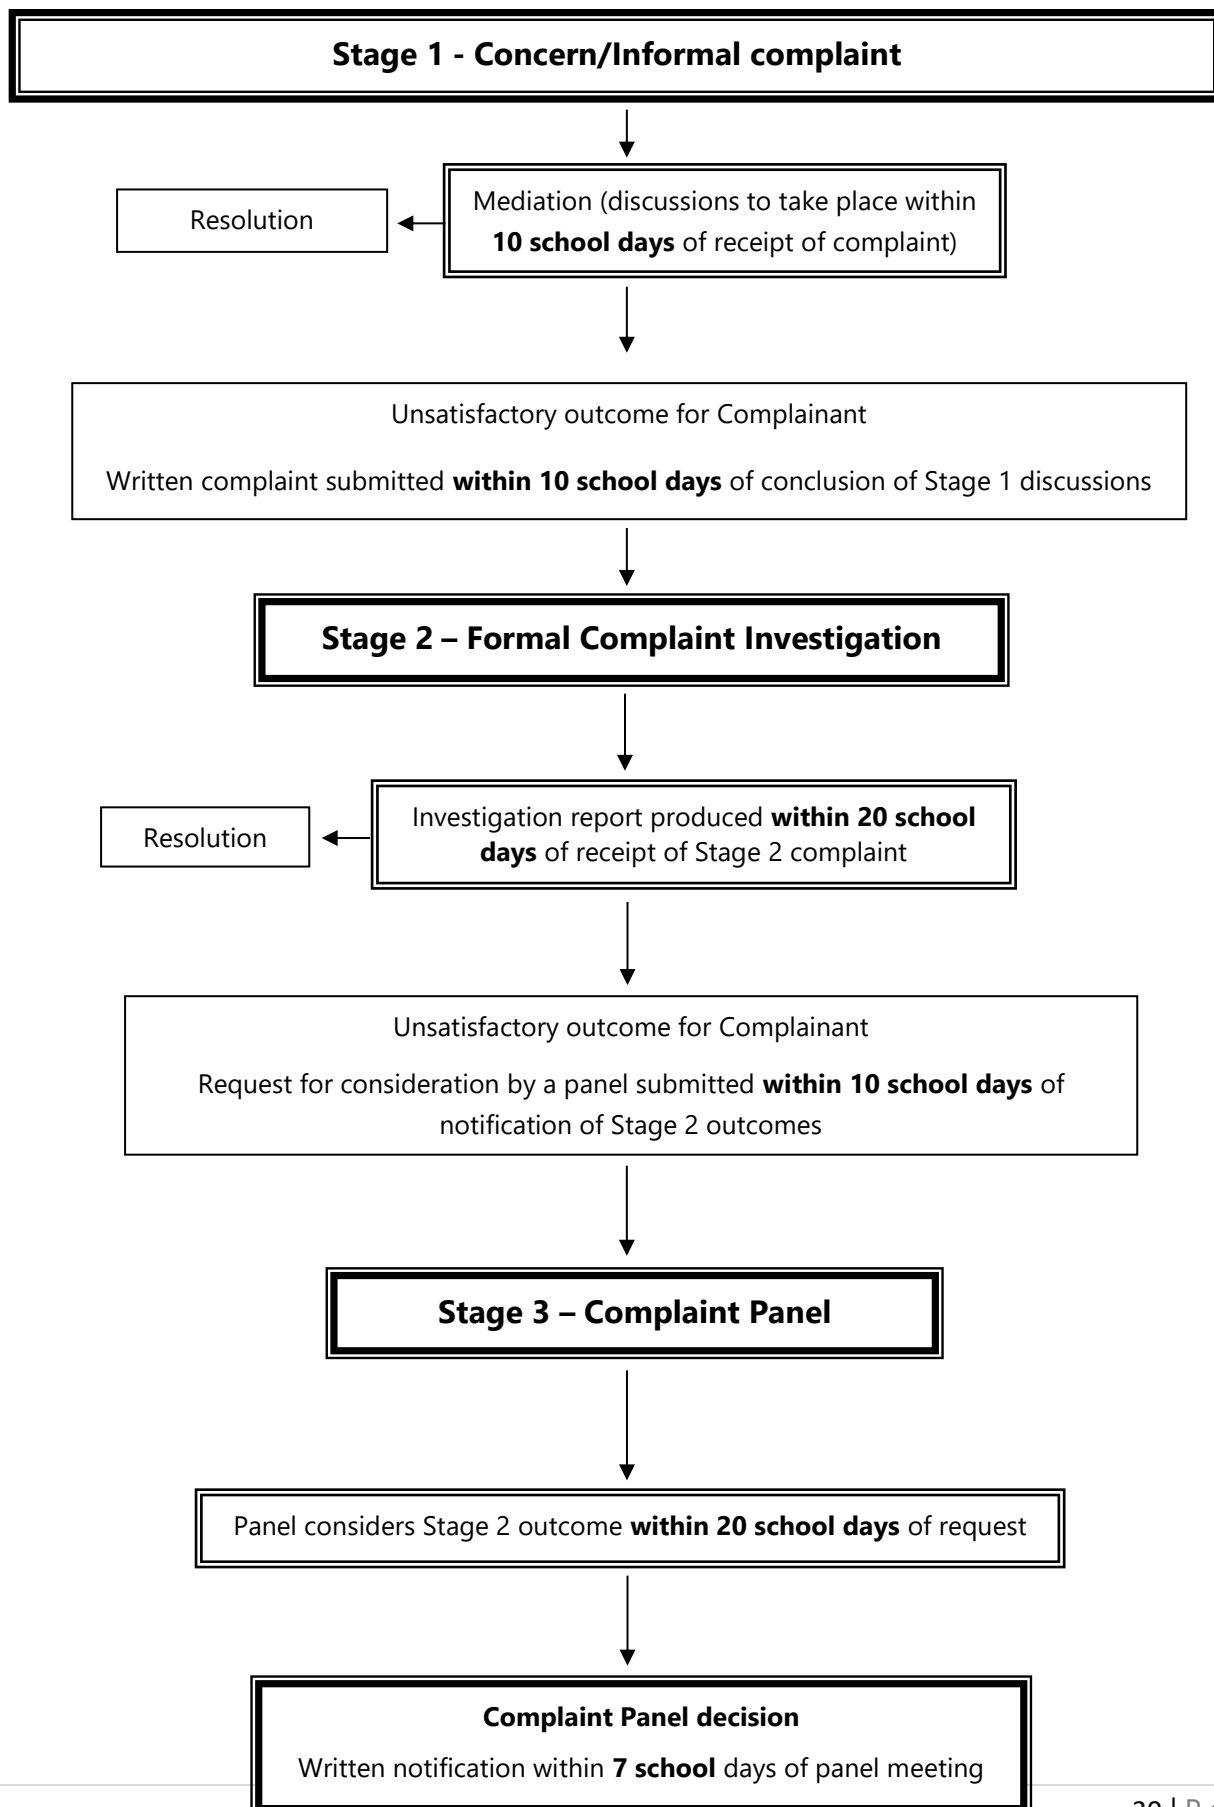 Stage 1 - Concern/Informal complaint
Mediation (discussions to take place within
10 school days of receipt of complaint)
Resolution
Unsatisfactory outcome for Complainant
Written complaint submitted within 10 school days of conclusion of Stage 1 discussions
Stage 2 – Formal Complaint Investigation
Investigation report produced within 20 school
days of receipt of Stage 2 complaint
Resolution
Unsatisfactory outcome for Complainant
Request for consideration by a panel submitted within 10 school days of
notification of Stage 2 outcomes
Stage 3 – Complaint Panel
Panel considers Stage 2 outcome within 20 school days of request
Complaint Panel decision
Written notification within 7 school days of panel meeting